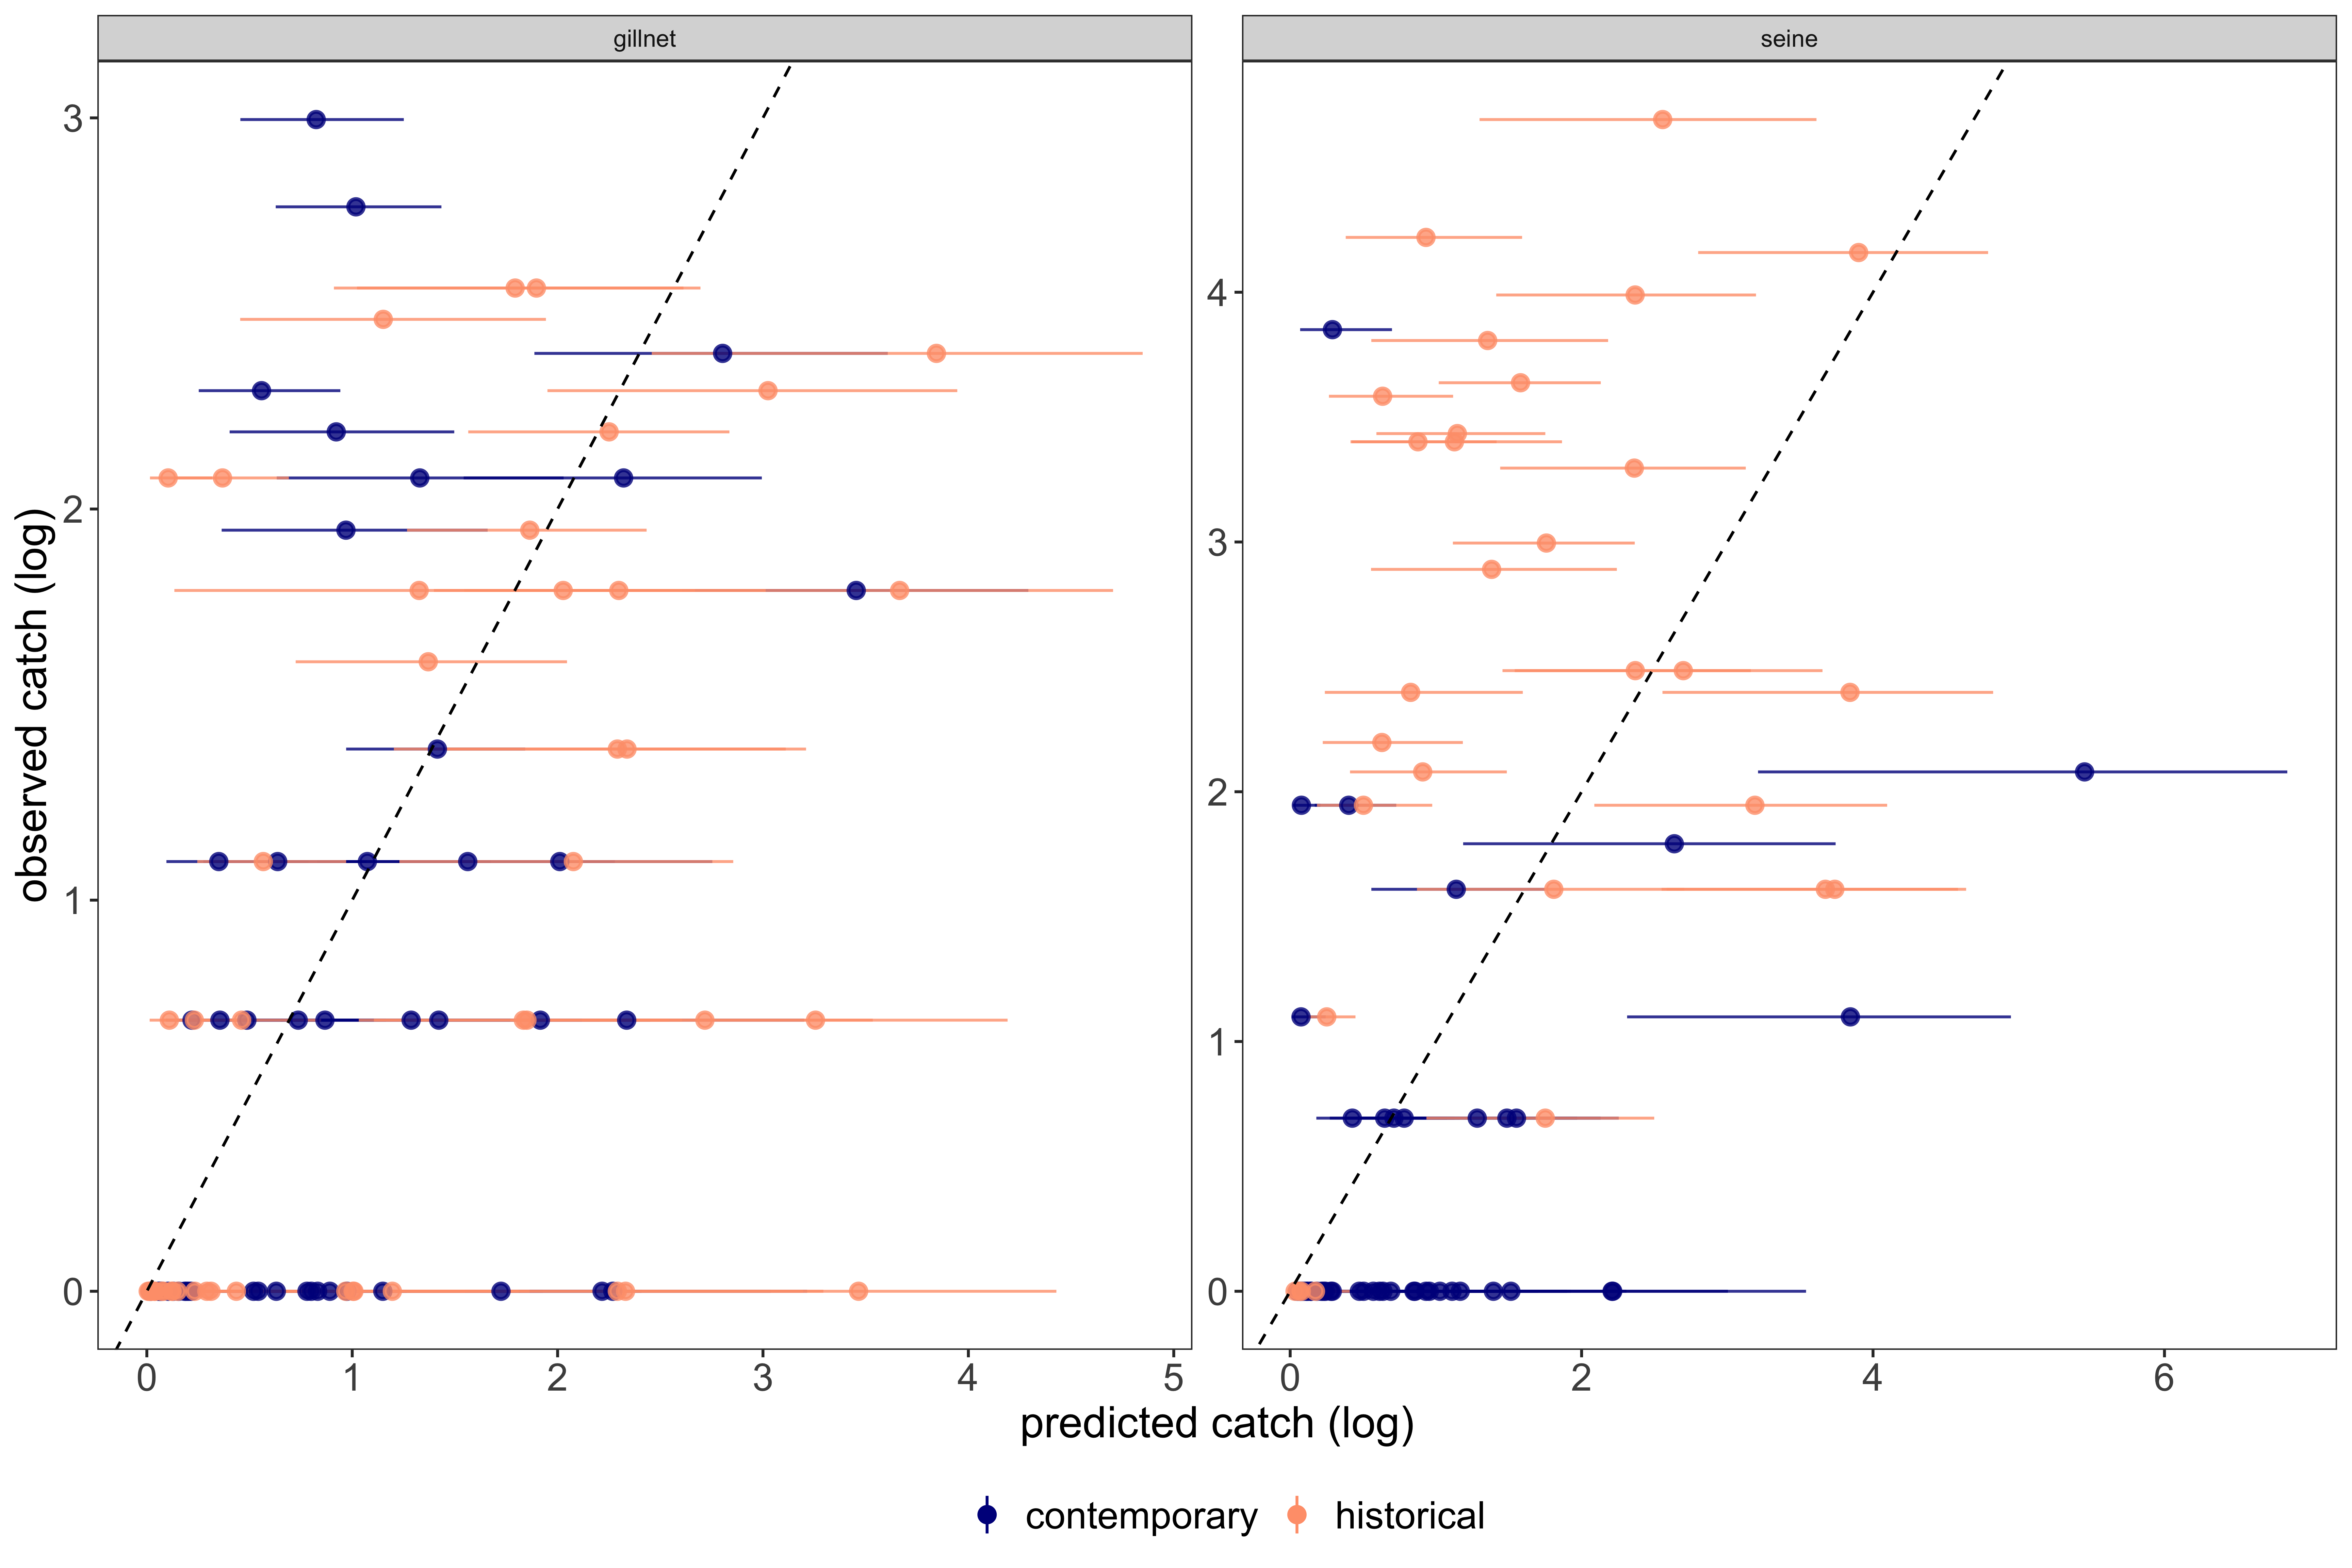 gillnet
seine
observed catch (log)
3
2
1
0
4
3
2
1
0
0 1 2 3 4 5
0 2 4 6
predicted catch (log)
contemporary historical